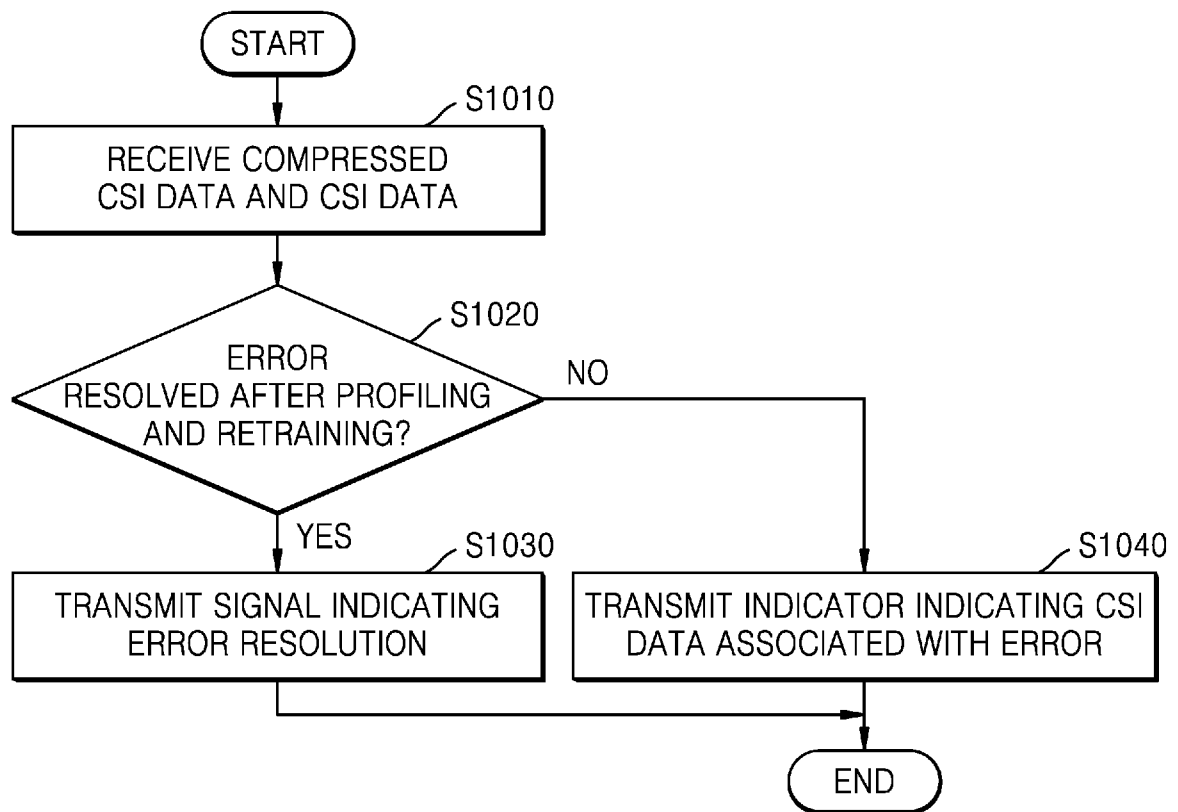 START
S1010
RECEIVE COMPRESSED
CSI DATA AND CSI DATA
S1020
ERROR
RESOLVED AFTER PROFILING
AND RETRAINING?
NO
YES
S1030
TRANSMIT SIGNAL INDICATING
ERROR RESOLUTION
S1040
TRANSMIT INDICATOR INDICATING CSI
DATA ASSOCIATED WITH ERROR
END